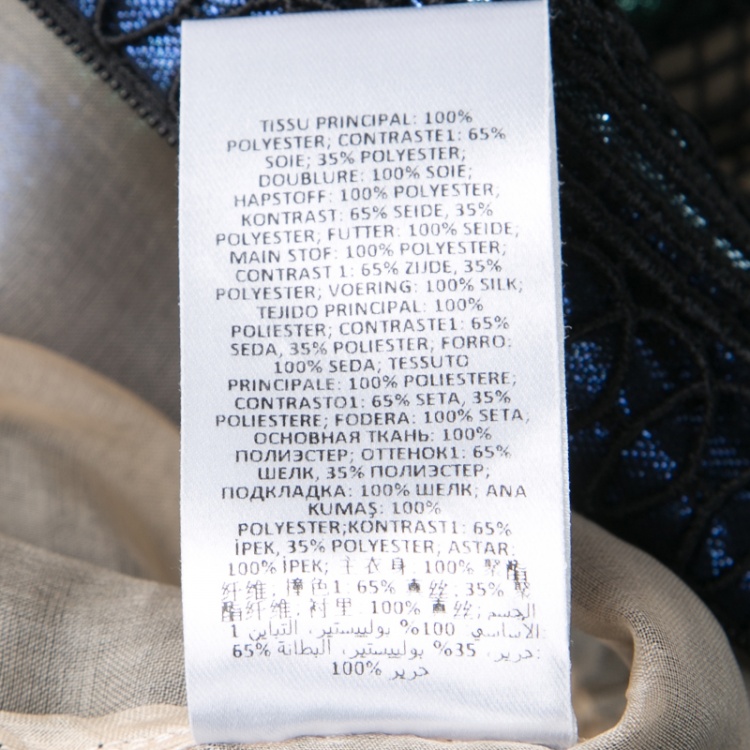 TISSU PRINCIPAL: 100%
POLYESTER; CONTRASTE1: 65%
SOIE; 35% POLYESTER;
DOUBLURE: 100% SOIE;
HAPSTOFF: 100% POLYESTER;
KONTRAST: 65% SEIDE, 35%
POLYESTER; FUTTER: 100% SEIDE;
MAIN STOF: 100% POLYESTER;
CONTRAST 1: 65% ZIJDE, 35%
POLYESTER; VOERING: 100% SILK;
TEJIDO PRINCIPAL: 100%
POLIESTER; CONTRASTE1: 65%
SEDA, 35% POLIESTER; FORRO:
100% SEDA; TESSUTO
PRINCIPALE: 100% POLIESTERE;
CONTRASTO1: 65% SETA, 35%
POLIESTERE; FODERA: 100% SETA,
ОСНОВНАЯ ТКАНЬ: 100%
ПОЛИЭСТЕР; ОТТЕНОК1: 65%
ШЕЛК, 35% ПОЛИЭСТЕР;
ПОДКЛАДКА: 100% ШЕЛК; ANA
KUMAŞ: 100%
POLYESTER;KONTRAST1: 65%
İPEK, 35% POLYESTER; ASTAR:
100% İPEK; 主衣身: 100% 聚酯
纤维; 撞色1: 65% 真丝; 35% 聚
酯纤维; 衬里: 100% 真丝; الجسم
الأساسي: 100% بوليستير، التباين 1
:65% حرير، 35% بوليستير، البطانة
100% حرير